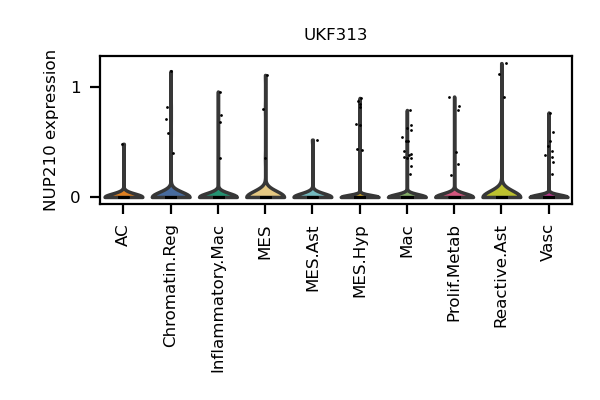 UKF313
NUP210 expression
1
0
AC
Chromatin.Reg
Inflammatory.Mac
MES
MES.Ast
MES.Hyp
Mac
Prolif.Metab
Reactive.Ast
Vasc